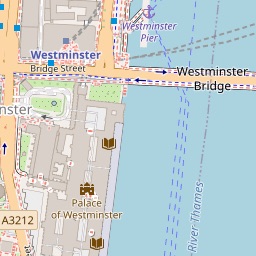 Westminster
Westminster
Pier
Bridge Street
Westminster
Bridge
nster
River Thames
A3212
Palace
of Westminster